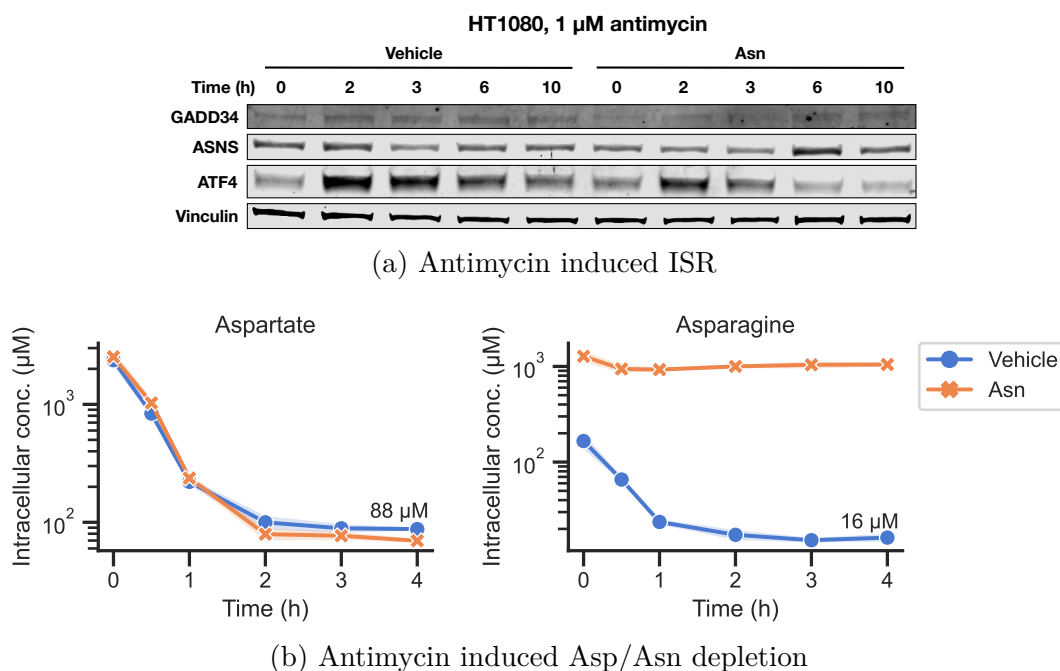 HT1080, 1 µM antimycin
Vehicle Asn
Time (h) 0 2 3 6 10 0 2 3 6 10
GADD34
ASNS
ATF4
Vinculin
(a) Antimycin induced ISR
Aspartate
Intracellular conc. (µM)
10³
10²
88 µM
0 1 2 3 4
Time (h)
Asparagine
Intracellular conc. (µM)
10³
10²
16 µM
0 1 2 3 4
Time (h)
Vehicle
Asn
(b) Antimycin induced Asp/Asn depletion